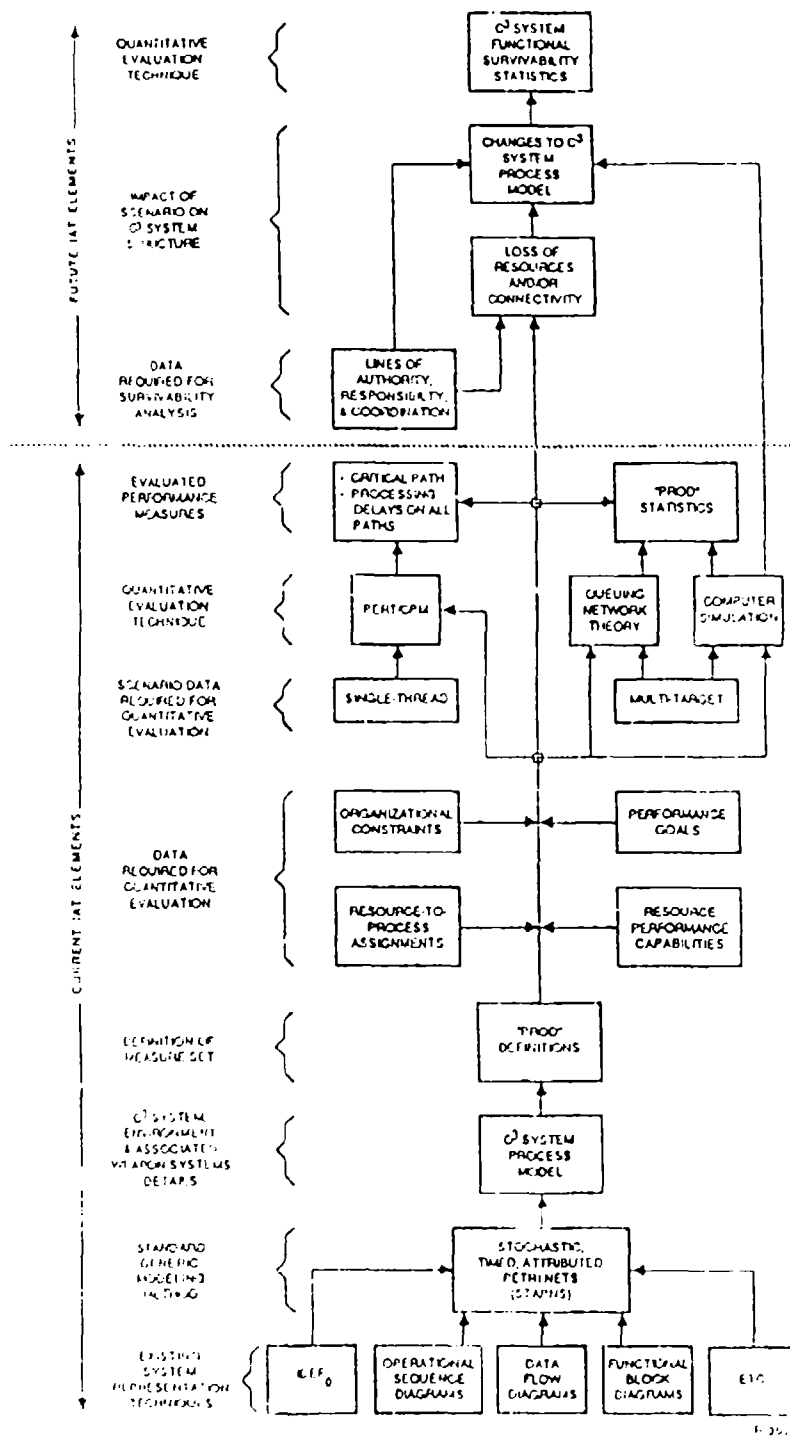 QUANTITATIVE
EVALUATION
TECHNIQUE
C³ SYSTEM
FUNCTIONAL
SURVIVABILITY
STATISTICS
FUTURE IAT ELEMENTS
IMPACT OF
SCENARIO ON
C³ SYSTEM
STRUCTURE
CHANGES TO C³
SYSTEM
PROCESS
MODEL
LOSS OF
RESOURCES
AND/OR
CONNECTIVITY
DATA
REQUIRED FOR
SURVIVABILITY
ANALYSIS
LINES OF
AUTHORITY,
RESPONSIBILITY,
& COORDINATION
EVALUATED
PERFORMANCE
MEASURES
· CRITICAL PATH
· PROCESSING
DELAYS ON ALL
PATHS
"PROD"
STATISTICS
QUANTITATIVE
EVALUATION
TECHNIQUE
PERT/CPM
QUEUING
NETWORK
THEORY
COMPUTER
SIMULATION
SCENARIO DATA
REQUIRED FOR
QUANTITATIVE
EVALUATION
SINGLE-THREAD
MULTI-TARGET
CURRENT IAT ELEMENTS
DATA
REQUIRED FOR
QUANTITATIVE
EVALUATION
ORGANIZATIONAL
CONSTRAINTS
PERFORMANCE
GOALS
RESOURCE-TO-
PROCESS
ASSIGNMENTS
RESOURCE
PERFORMANCE
CAPABILITIES
DEFINITION OF
MEASURE SET
"PROD"
DEFINITIONS
C³ SYSTEM,
ENVIRONMENT
& ASSOCIATED
WEAPON SYSTEMS
DETAILS
C³ SYSTEM
PROCESS
MODEL
STANDARD
GENERIC
MODELING
METHOD
STOCHASTIC,
TIMED, ATTRIBUTED
PETRI NETS
(STAPNS)
EXISTING
SYSTEM
REPRESENTATION
TECHNIQUES
IDEF₀
OPERATIONAL
SEQUENCE
DIAGRAMS
DATA
FLOW
DIAGRAMS
FUNCTIONAL
BLOCK
DIAGRAMS
ETC